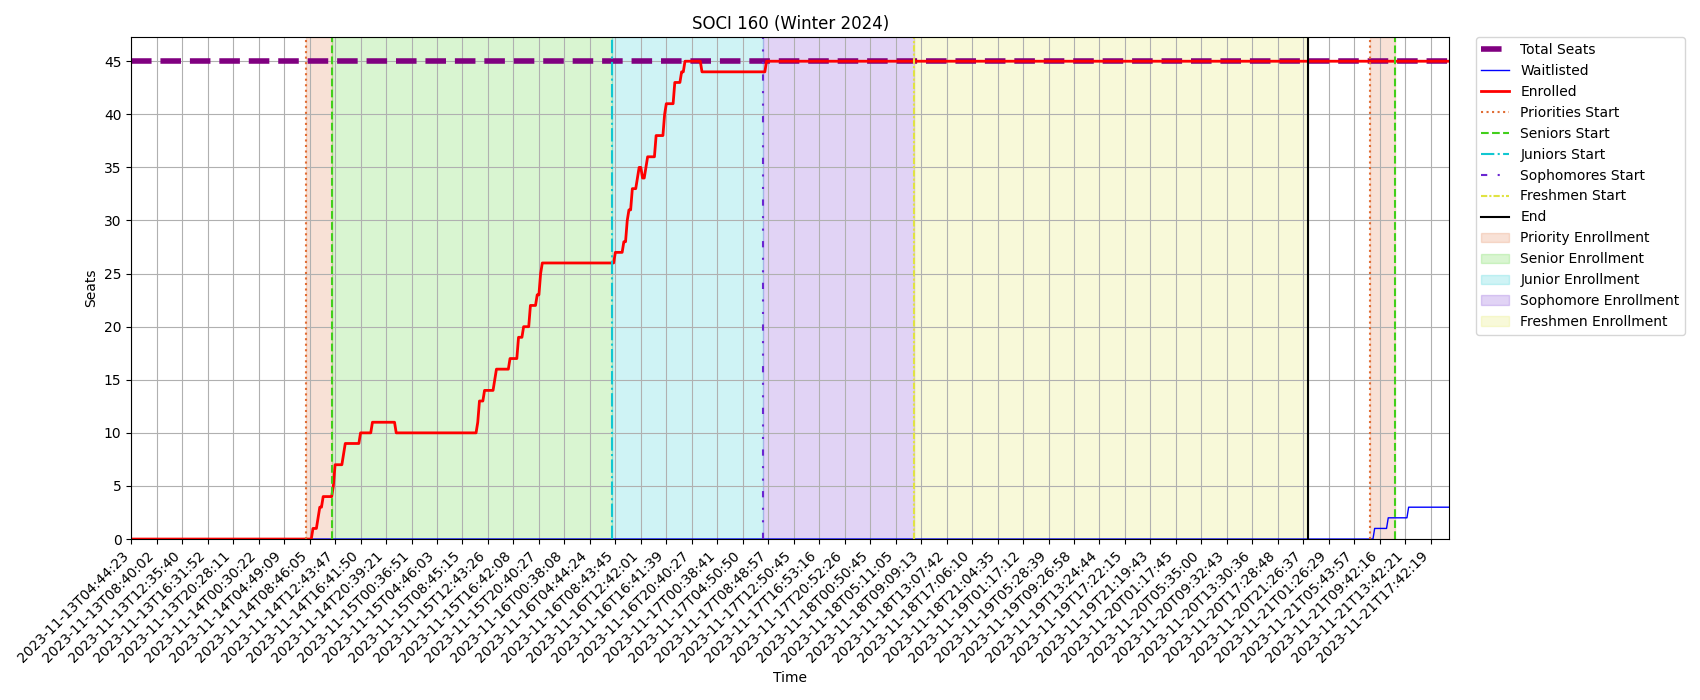 SOCI 160 (Winter 2024)
Seats
45
40
35
30
25
20
15
10
5
0
2023-11-13T04:44:23
2023-11-13T08:40:02
2023-11-13T12:35:40
2023-11-13T16:31:52
2023-11-13T20:28:11
2023-11-14T00:30:22
2023-11-14T04:49:09
2023-11-14T08:46:05
2023-11-14T12:43:47
2023-11-14T16:41:50
2023-11-14T20:39:21
2023-11-15T00:36:51
2023-11-15T04:46:03
2023-11-15T08:45:15
2023-11-15T12:43:26
2023-11-15T16:42:08
2023-11-15T20:40:27
2023-11-16T00:38:08
2023-11-16T04:44:24
2023-11-16T08:43:45
2023-11-16T12:42:01
2023-11-16T16:41:39
2023-11-16T20:40:27
2023-11-17T00:38:41
2023-11-17T04:50:50
2023-11-17T08:48:57
2023-11-17T12:50:45
2023-11-17T16:53:16
2023-11-17T20:52:26
2023-11-18T00:50:45
2023-11-18T05:11:05
2023-11-18T09:09:13
2023-11-18T13:07:42
2023-11-18T17:06:10
2023-11-18T21:04:35
2023-11-19T01:17:12
2023-11-19T05:28:39
2023-11-19T09:26:58
2023-11-19T13:24:44
2023-11-19T17:22:15
2023-11-19T21:19:43
2023-11-20T01:17:45
2023-11-20T05:35:00
2023-11-20T09:32:43
2023-11-20T13:30:36
2023-11-20T17:28:48
2023-11-20T21:26:37
2023-11-21T01:26:29
2023-11-21T05:43:57
2023-11-21T09:42:16
2023-11-21T13:42:21
2023-11-21T17:42:19
Time
Total Seats
Waitlisted
Enrolled
Priorities Start
Seniors Start
Juniors Start
Sophomores Start
Freshmen Start
End
Priority Enrollment
Senior Enrollment
Junior Enrollment
Sophomore Enrollment
Freshmen Enrollment